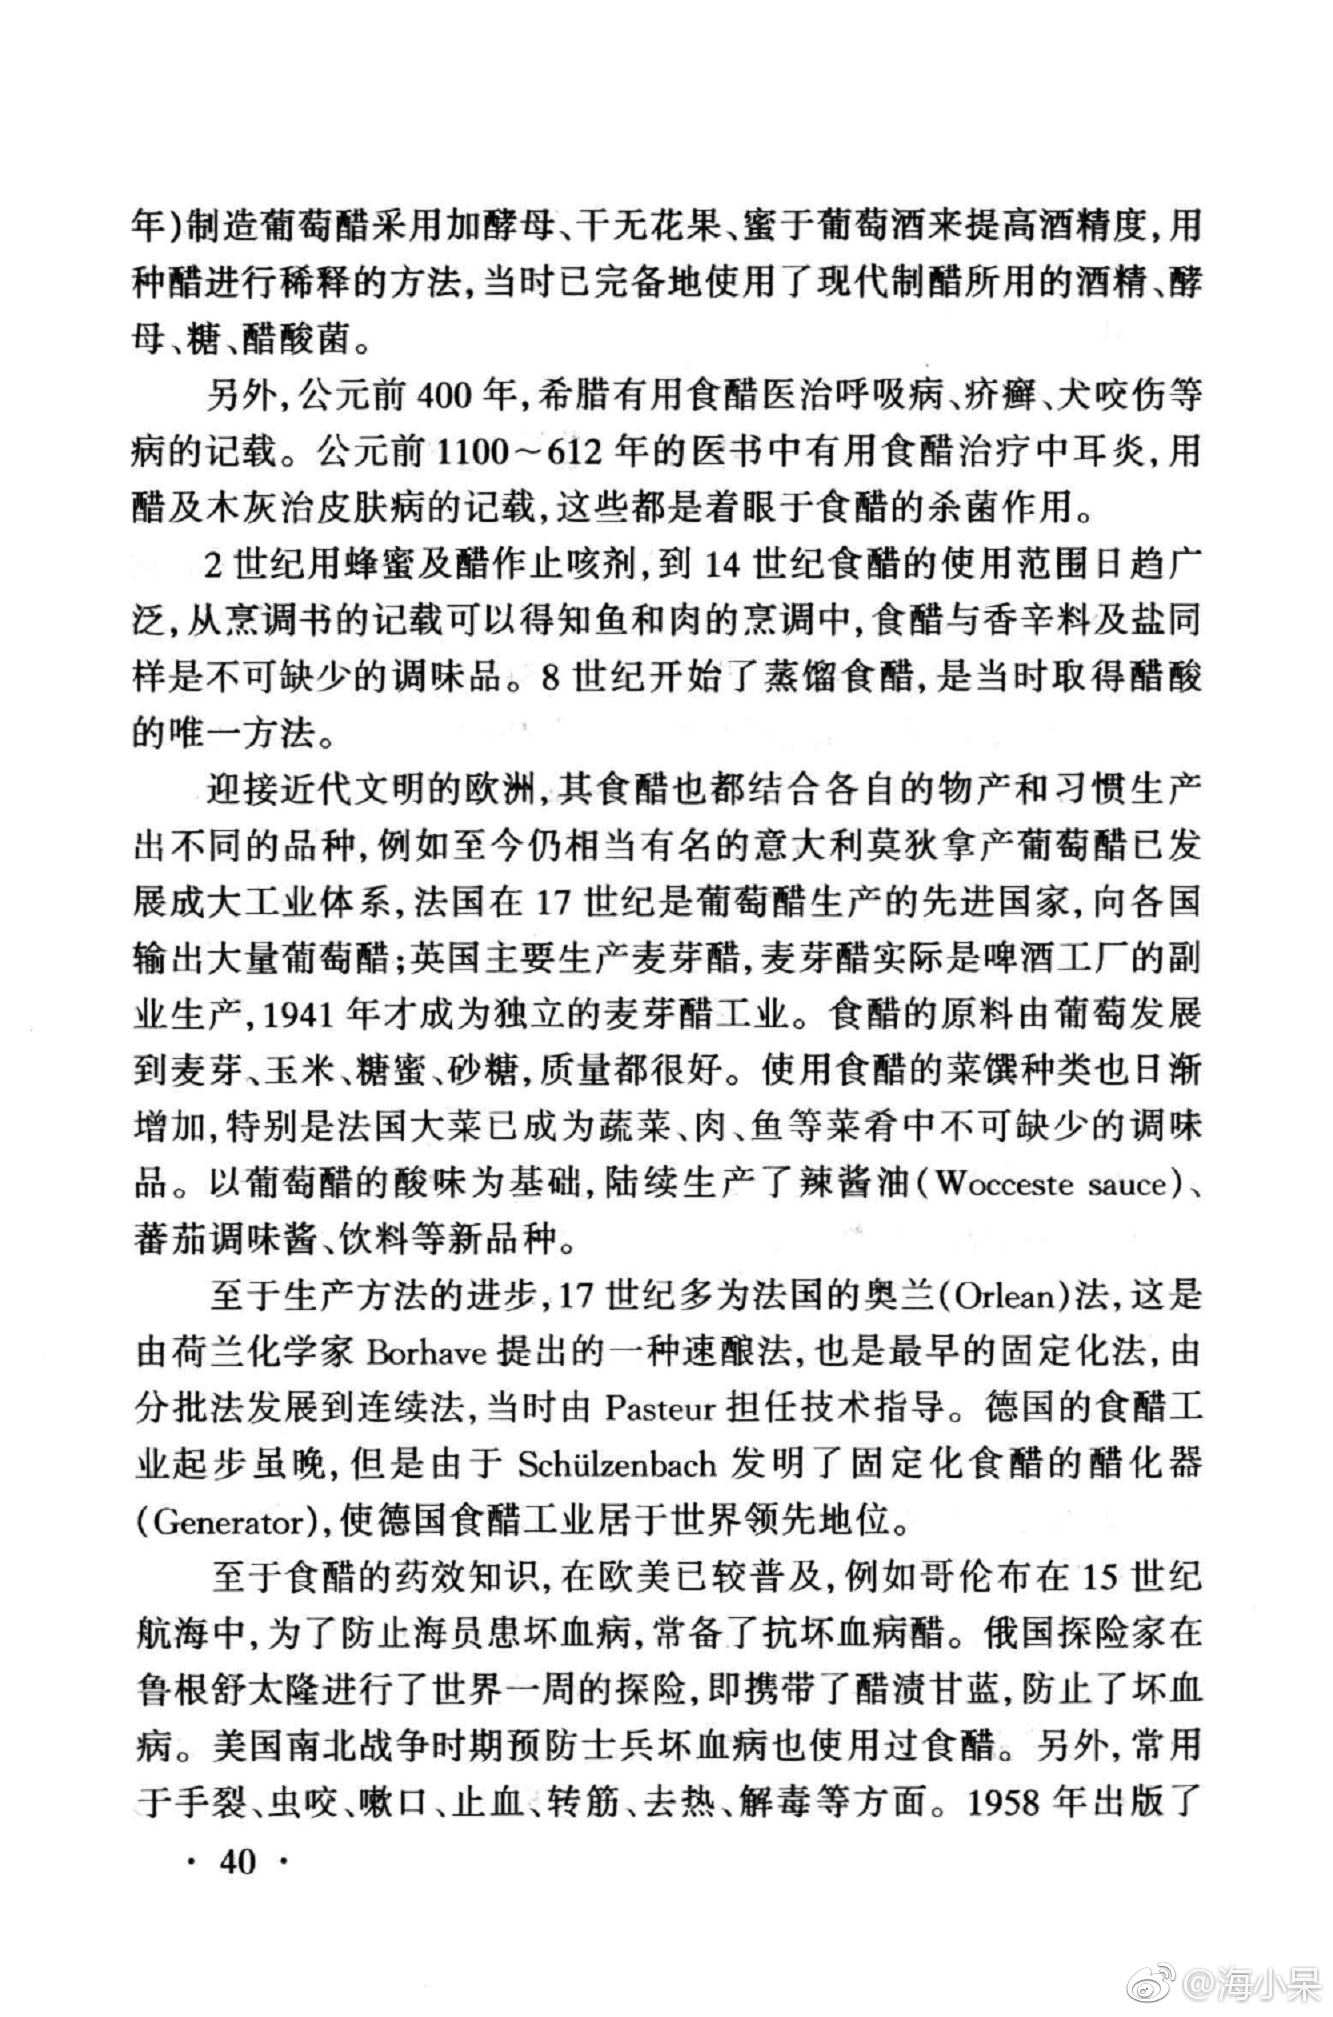 年)制造葡萄醋采用加酵母、干无花果、蜜于葡萄酒来提高酒精度,用
种醋进行稀释的方法,当时已完备地使用了现代制醋所用的酒精、酵
母、糖、醋酸菌。
另外,公元前 400 年,希腊有用食醋医治呼吸病、疥癣、犬咬伤等
病的记载。公元前 1100～612 年的医书中有用食醋治疗中耳炎,用
醋及木灰治皮肤病的记载,这些都是着眼于食醋的杀菌作用。
2 世纪用蜂蜜及醋作止咳剂,到 14 世纪食醋的使用范围日趋广
泛,从烹调书的记载可以得知鱼和肉的烹调中,食醋与香辛料及盐同
样是不可缺少的调味品。8 世纪开始了蒸馏食醋,是当时取得醋酸
的唯一方法。
迎接近代文明的欧洲,其食醋也都结合各自的物产和习惯生产
出不同的品种,例如至今仍相当有名的意大利莫狄拿产葡萄醋已发
展成大工业体系,法国在 17 世纪是葡萄醋生产的先进国家,向各国
输出大量葡萄醋;英国主要生产麦芽醋,麦芽醋实际是啤酒工厂的副
业生产,1941 年才成为独立的麦芽醋工业。食醋的原料由葡萄发展
到麦芽、玉米、糖蜜、砂糖,质量都很好。使用食醋的菜馔种类也日渐
增加,特别是法国大菜已成为蔬菜、肉、鱼等菜肴中不可缺少的调味
品。以葡萄醋的酸味为基础,陆续生产了辣酱油(Wocceste sauce)、
蕃茄调味酱、饮料等新品种。
至于生产方法的进步,17 世纪多为法国的奥兰(Orlean)法,这是
由荷兰化学家 Borhave 提出的一种速酿法,也是最早的固定化法,由
分批法发展到连续法,当时由 Pasteur 担任技术指导。德国的食醋工
业起步虽晚,但是由于 Schülzenbach 发明了固定化食醋的醋化器
(Generator),使德国食醋工业居于世界领先地位。
至于食醋的药效知识,在欧美已较普及,例如哥伦布在 15 世纪
航海中,为了防止海员患坏血病,常备了抗坏血病醋。俄国探险家在
鲁根舒太隆进行了世界一周的探险,即携带了醋渍甘蓝,防止了坏血
病。美国南北战争时期预防士兵坏血病也使用过食醋。另外,常用
于手裂、虫咬、嗽口、止血、转筋、去热、解毒等方面。1958 年出版了
· 40 ·
@海小呆